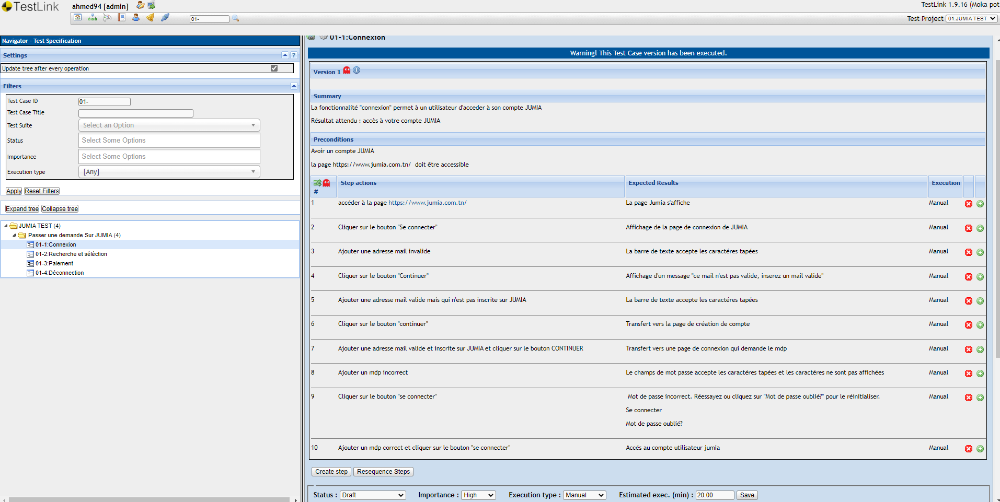 TestLink
ahmed94 [admin]
TestLink 1.9.16 (Moka pot
01-
Test Project 01:JUMIA TEST
Navigator - Test Specification
Settings
?
Update tree after every operation
Filters
Test Case ID 01-
Test Case Title
Test Suite Select an Option
Status Select Some Options
Importance Select Some Options
Execution type [Any]
Apply Reset Filters
Expand tree Collapse tree
JUMIA TEST (4)
Passer une demande Sur JUMIA (4)
01-1:Connexion
01-2:Recherche et séléction
01-3:Paiement
01-4:Déconnection
01-1:Connexion
Warning! This Test Case version has been executed.
Version 1
Summary
La fonctionnalité "connexion" permet à un utilisateur d'acceder à son compte JUMIA
Résultat attendu : accès à votre compte JUMIA
Preconditions
Avoir un compte JUMIA
la page https://www.jumia.com.tn/ doit être accessible
# Step actions Expected Results Execution
1 accéder à la page https://www.jumia.com.tn/ La page Jumia s'affiche Manual
2 Cliquer sur le bouton "Se connecter" Affichage de la page de connexion de JUMIA Manual
3 Ajouter une adresse mail invalide La barre de texte accepte les caractéres tapées Manual
4 Cliquer sur le bouton "Continuer" Affichage d'un message "ce mail n'est pas valide, inserez un mail valide" Manual
5 Ajouter une adresse mail valide mais qui n'est pas inscrite sur JUMIA La barre de texte accepte les caractéres tapées Manual
6 Cliquer sur le bouton "continuer" Transfert vers la page de création de compte Manual
7 Ajouter une adresse mail valide et inscrite sur JUMIA et cliquer sur le bouton CONTINUER Transfert vers une page de connexion qui demande le mdp Manual
8 Ajouter un mdp incorrect Le champs de mot passe accepte les caractéres tapées et les caractéres ne sont pas affichées Manual
9 Cliquer sur le bouton "se connecter" Mot de passe incorrect. Réessayez ou cliquez sur "Mot de passe oublié?" pour le réinitialiser. Manual
Se connecter
Mot de passe oublié?
10 Ajouter un mdp correct et cliquer sur le bouton "se connecter" Accés au compte utilisateur jumia Manual
Create step Resequence Steps
Status : Draft Importance : High Execution type : Manual Estimated exec. (min) : 20.00 Save